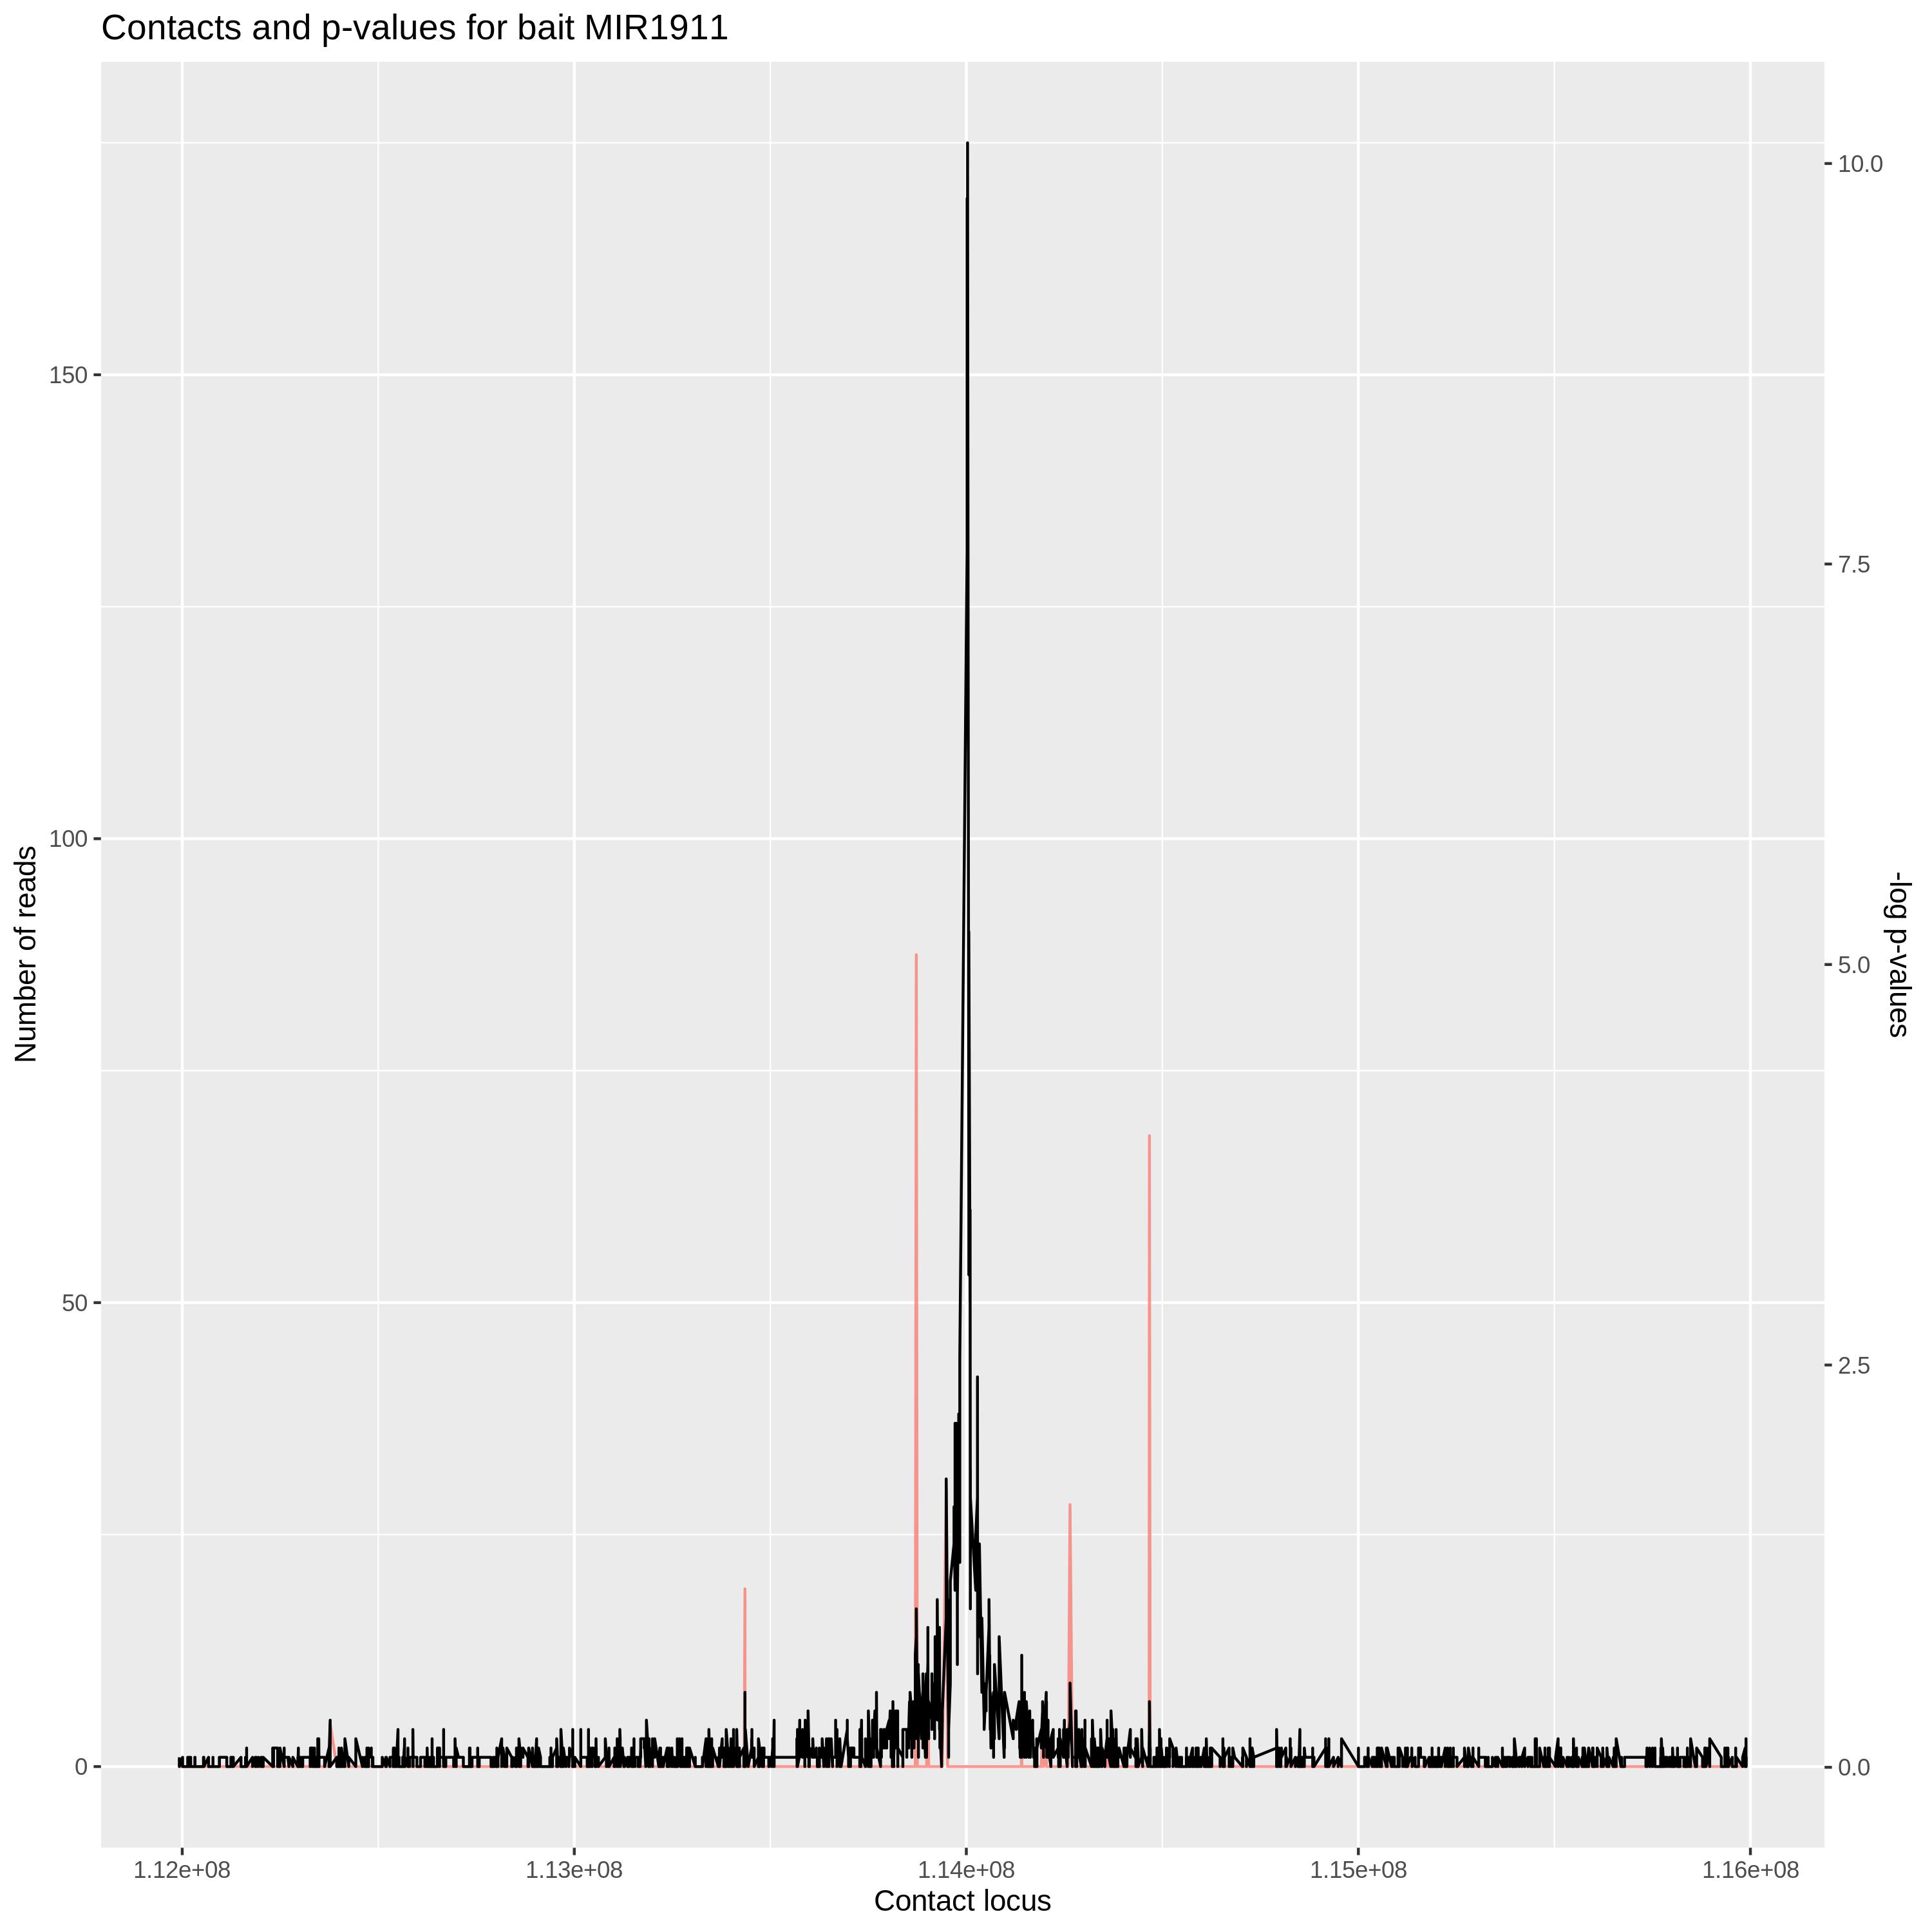 Contacts and p-values for bait MIR1911
150
100
50
0
Number of reads
10.0
7.5
5.0
2.5
0.0
-log p-values
1.12e+08 1.13e+08 1.14e+08 1.15e+08 1.16e+08
Contact locus